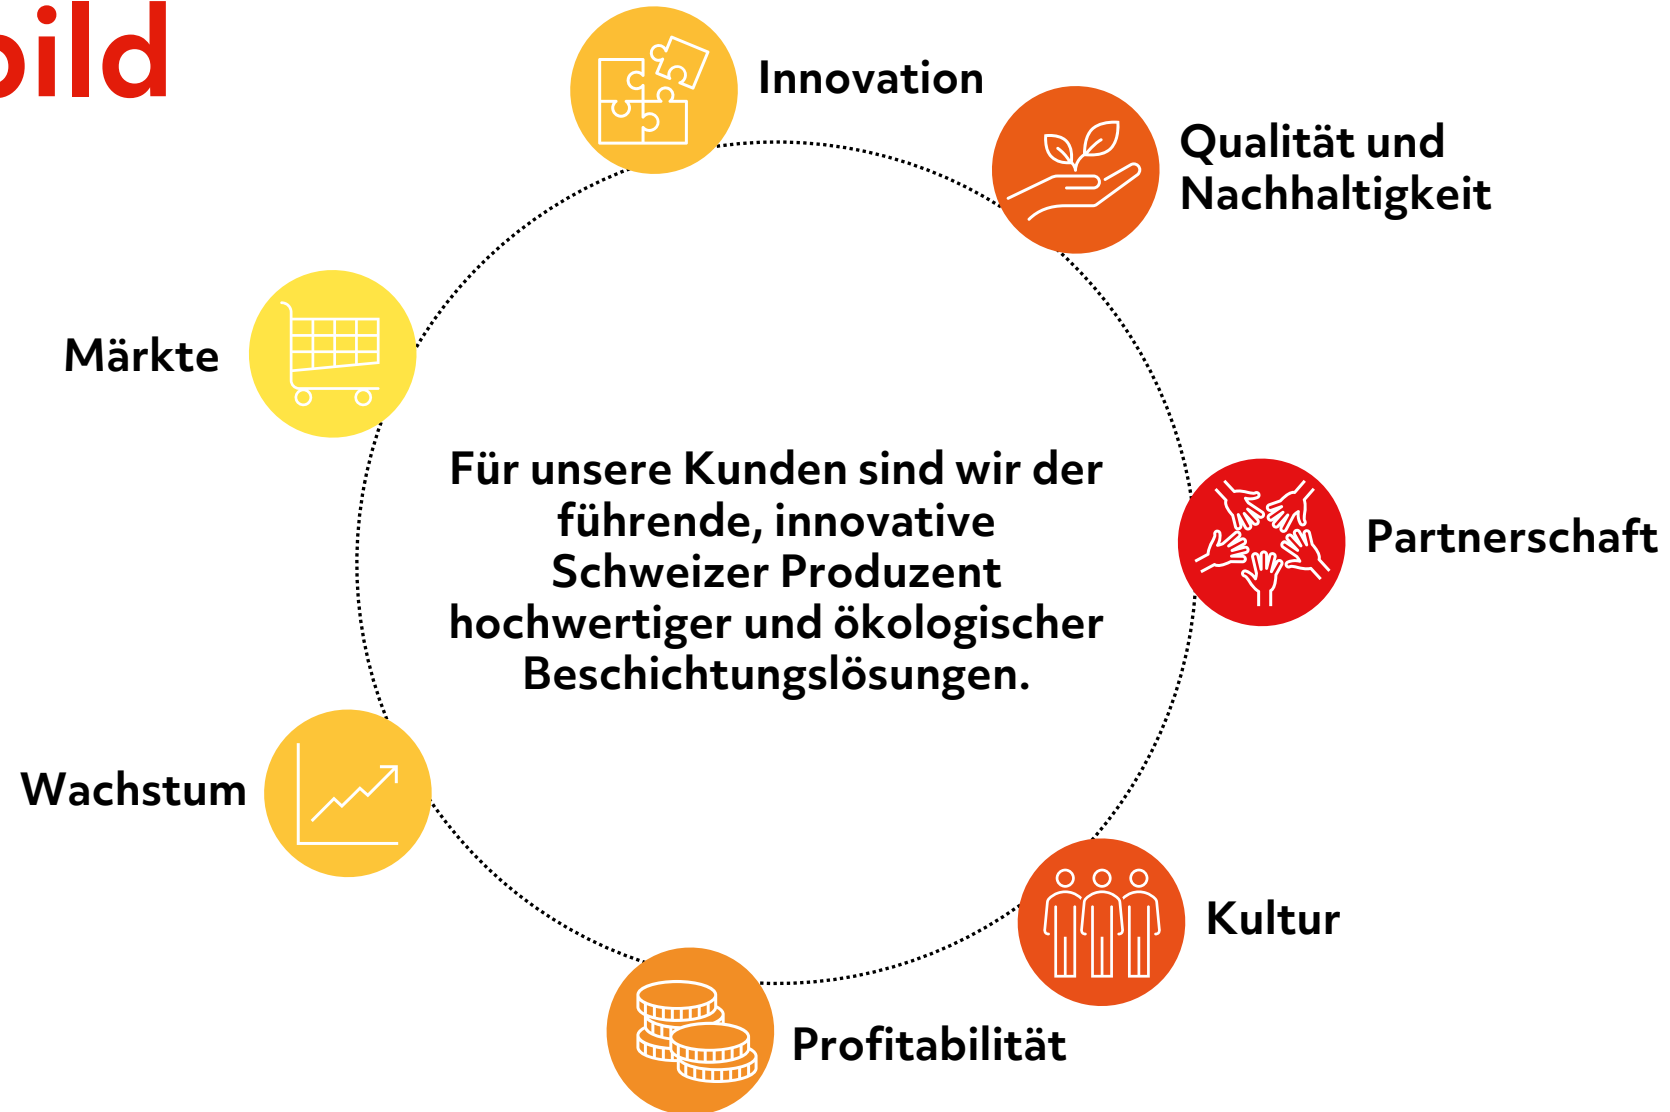 bild
Innovation
Qualität und
Nachhaltigkeit
Märkte
Für unsere Kunden sind wir der
führende, innovative
Schweizer Produzent
hochwertiger und ökologischer
Beschichtungslösungen.
Partnerschaft
Wachstum
Kultur
Profitabilität